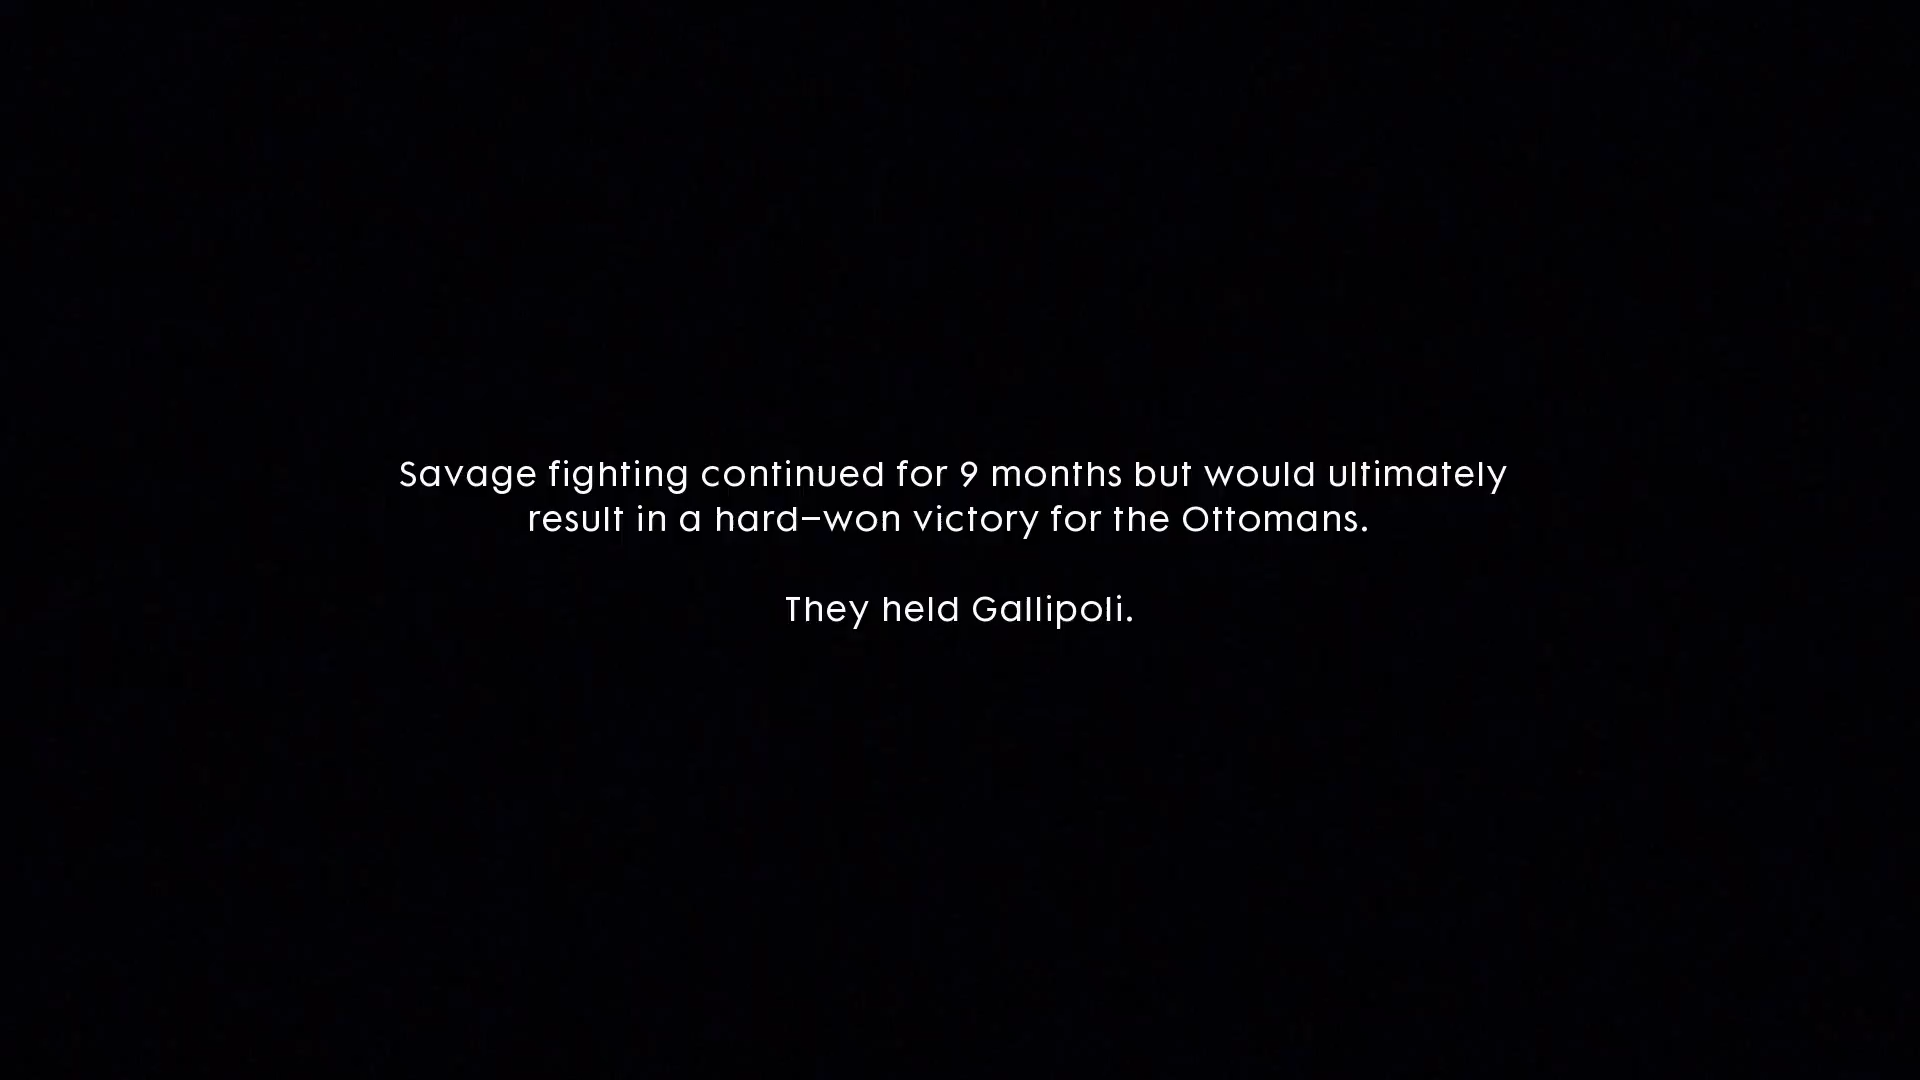 Savage fighting continued for 9 months but would ultimately
result in a hard–won victory for the Ottomans.
They held Gallipoli.